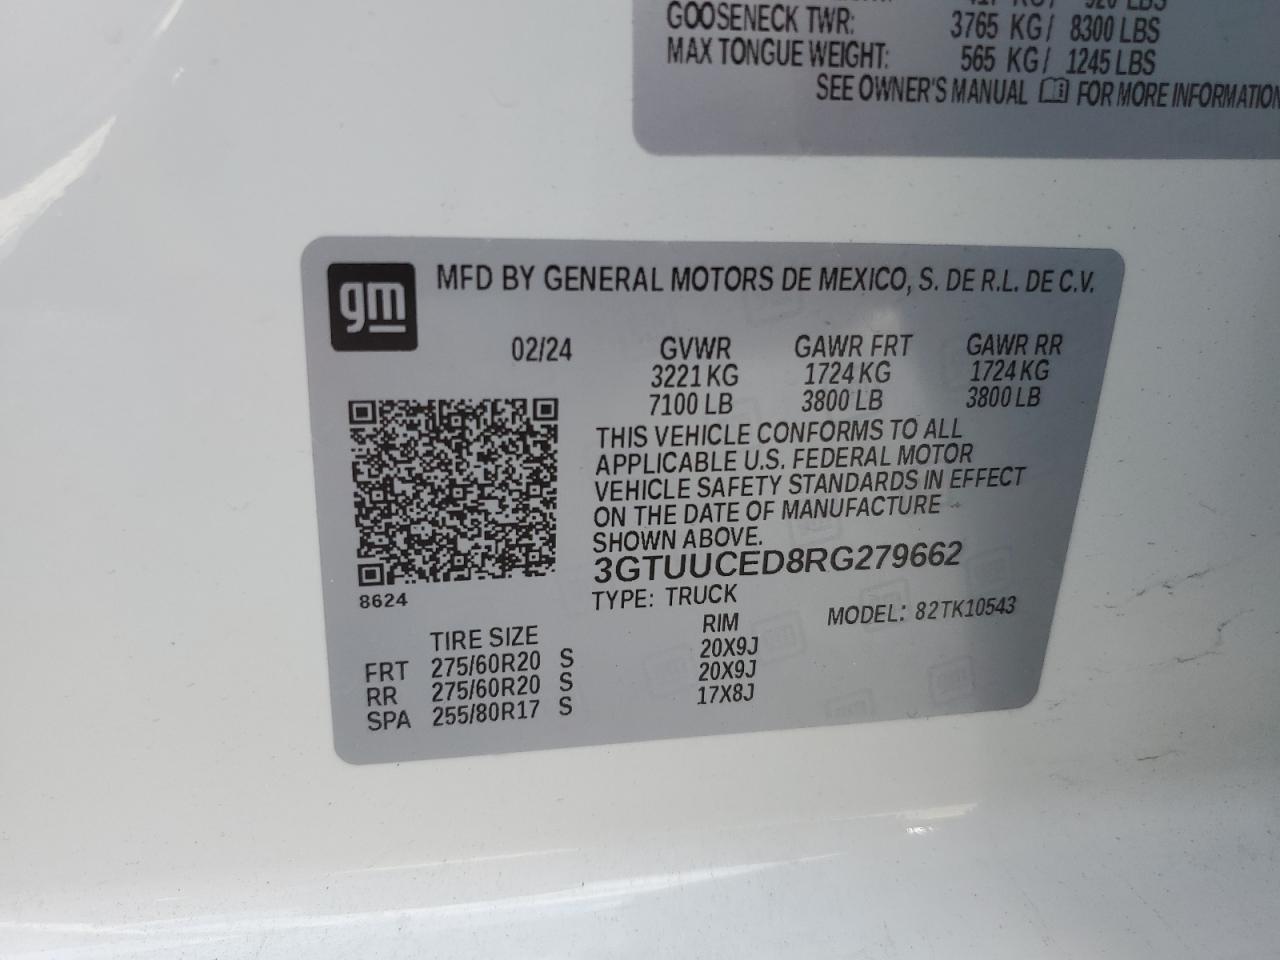 GOOSENECK TWR: 3765 KG/ 8300 LBS
MAX TONGUE WEIGHT: 565 KG/ 1245 LBS
SEE OWNER'S MANUAL FOR MORE INFORMATION
gm
MFD BY GENERAL MOTORS DE MEXICO, S. DE R.L. DE C.V.
02/24 GVWR GAWR FRT GAWR RR
3221 KG 1724 KG 1724 KG
7100 LB 3800 LB 3800 LB
THIS VEHICLE CONFORMS TO ALL
APPLICABLE U.S. FEDERAL MOTOR
VEHICLE SAFETY STANDARDS IN EFFECT
ON THE DATE OF MANUFACTURE
SHOWN ABOVE.
3GTUUCED8RG279662
8624
TYPE: TRUCK MODEL: 82TK10543
TIRE SIZE RIM
FRT 275/60R20 S 20X9J
RR 275/60R20 S 20X9J
SPA 255/80R17 S 17X8J